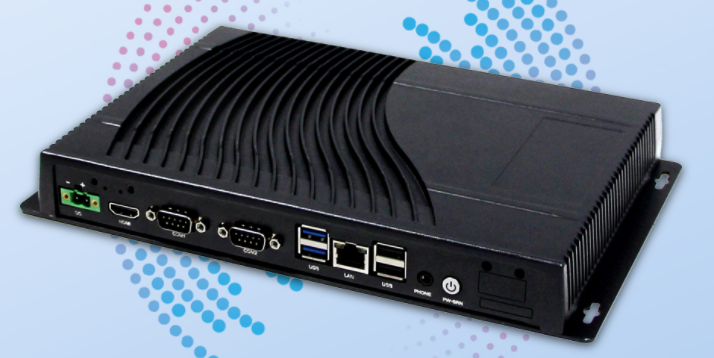 - +
DC
HDMI
COM1
COM2
USB
LAN
USB
PHONE
PW-BRN